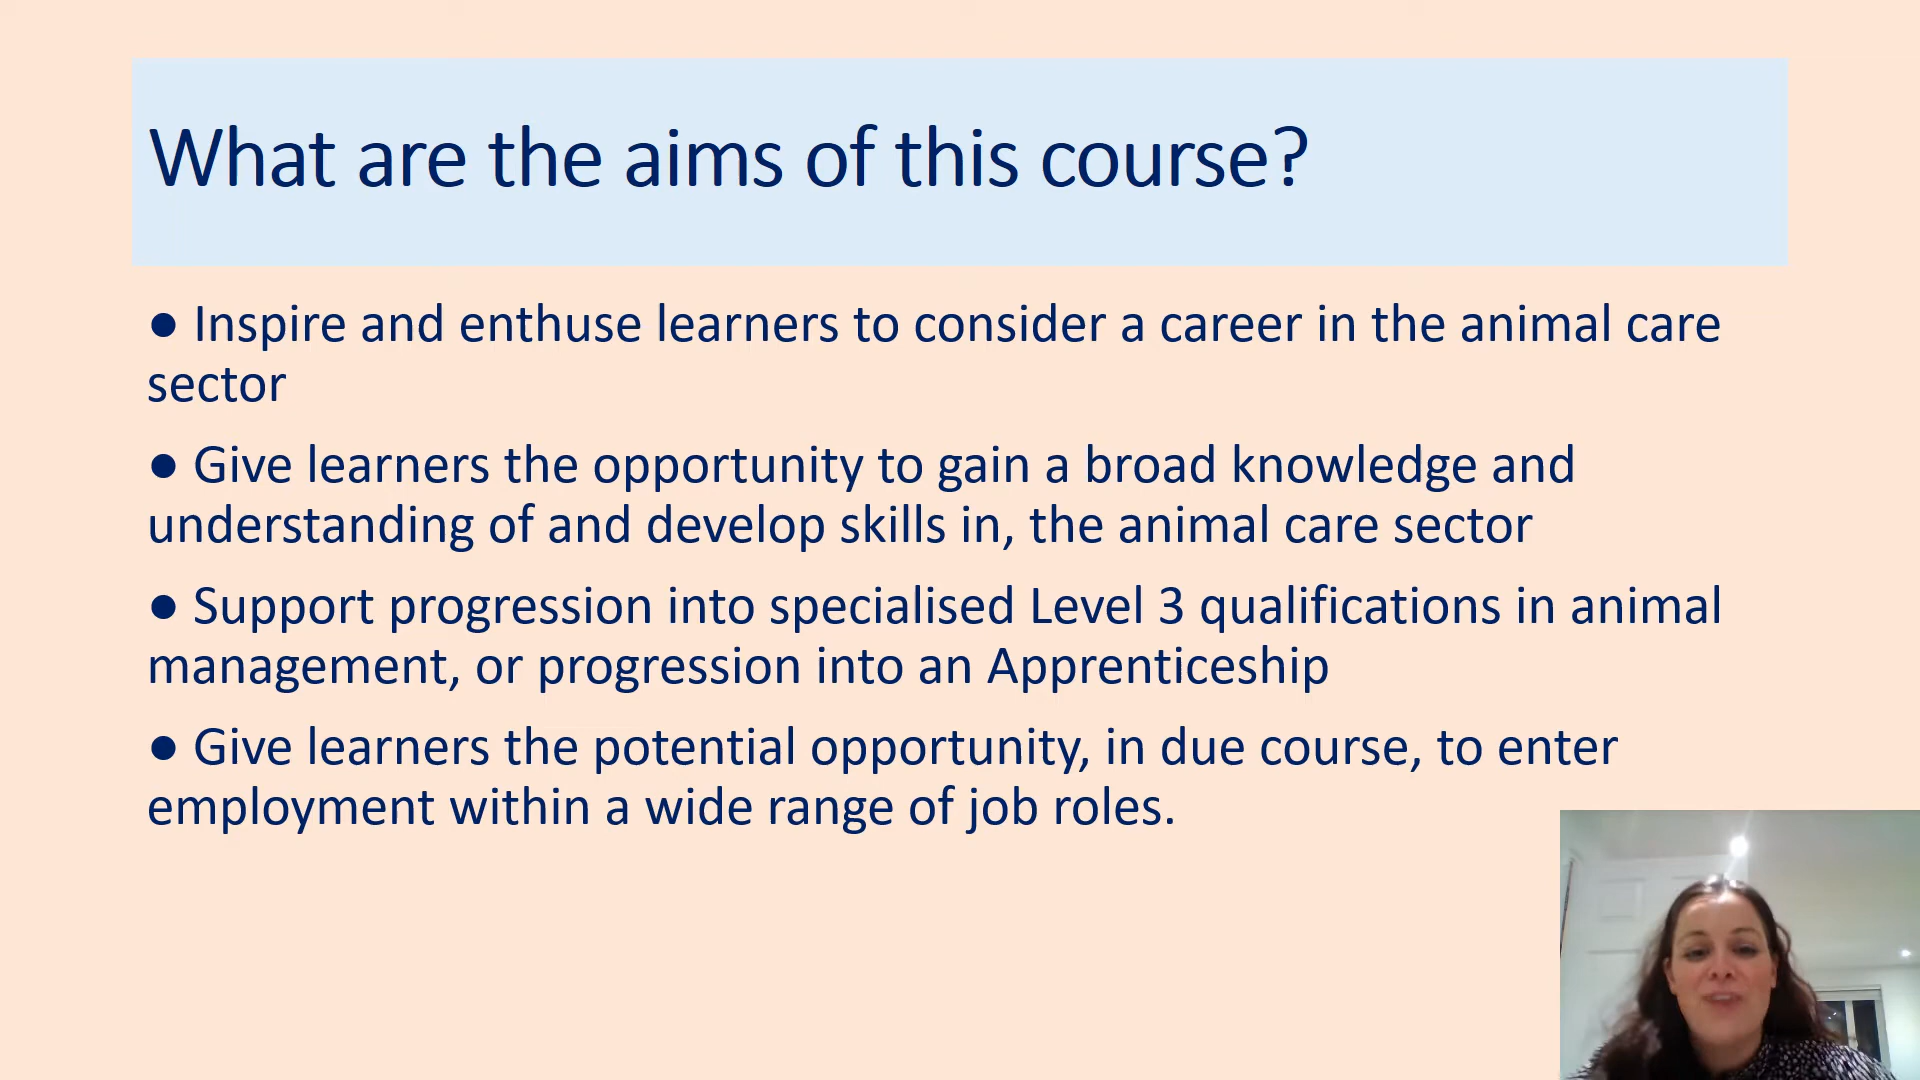 What are the aims of this course?
● Inspire and enthuse learners to consider a career in the animal care
sector
● Give learners the opportunity to gain a broad knowledge and
understanding of and develop skills in, the animal care sector
● Support progression into specialised Level 3 qualifications in animal
management, or progression into an Apprenticeship
● Give learners the potential opportunity, in due course, to enter
employment within a wide range of job roles.